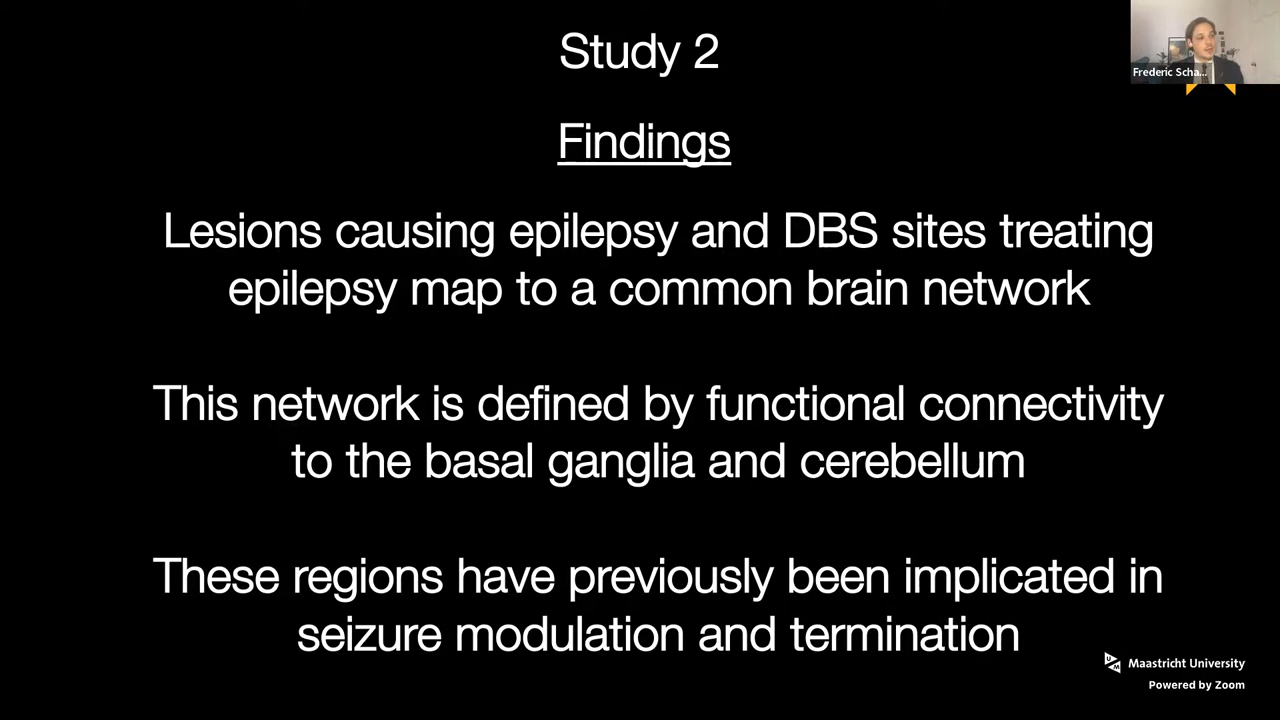 Study 2
Frederic Scha...
Findings
Lesions causing epilepsy and DBS sites treating
epilepsy map to a common brain network
This network is defined by functional connectivity
to the basal ganglia and cerebellum
These regions have previously been implicated in
seizure modulation and termination
Maastricht University
Powered by Zoom